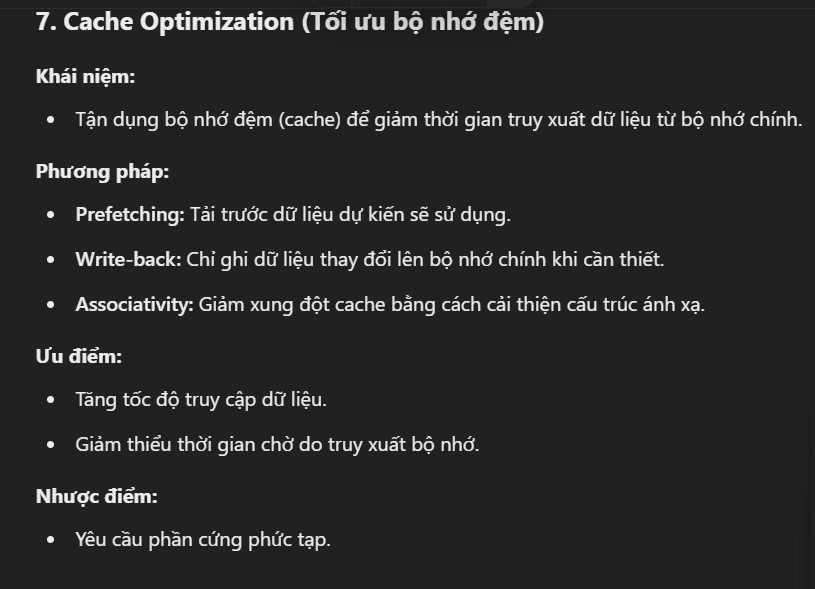 7. Cache Optimization (Tối ưu bộ nhớ đệm)
Khái niệm:
• Tận dụng bộ nhớ đệm (cache) để giảm thời gian truy xuất dữ liệu từ bộ nhớ chính.
Phương pháp:
• Prefetching: Tải trước dữ liệu dự kiến sẽ sử dụng.
• Write-back: Chỉ ghi dữ liệu thay đổi lên bộ nhớ chính khi cần thiết.
• Associativity: Giảm xung đột cache bằng cách cải thiện cấu trúc ánh xạ.
Ưu điểm:
• Tăng tốc độ truy cập dữ liệu.
• Giảm thiểu thời gian chờ do truy xuất bộ nhớ.
Nhược điểm:
• Yêu cầu phần cứng phức tạp.